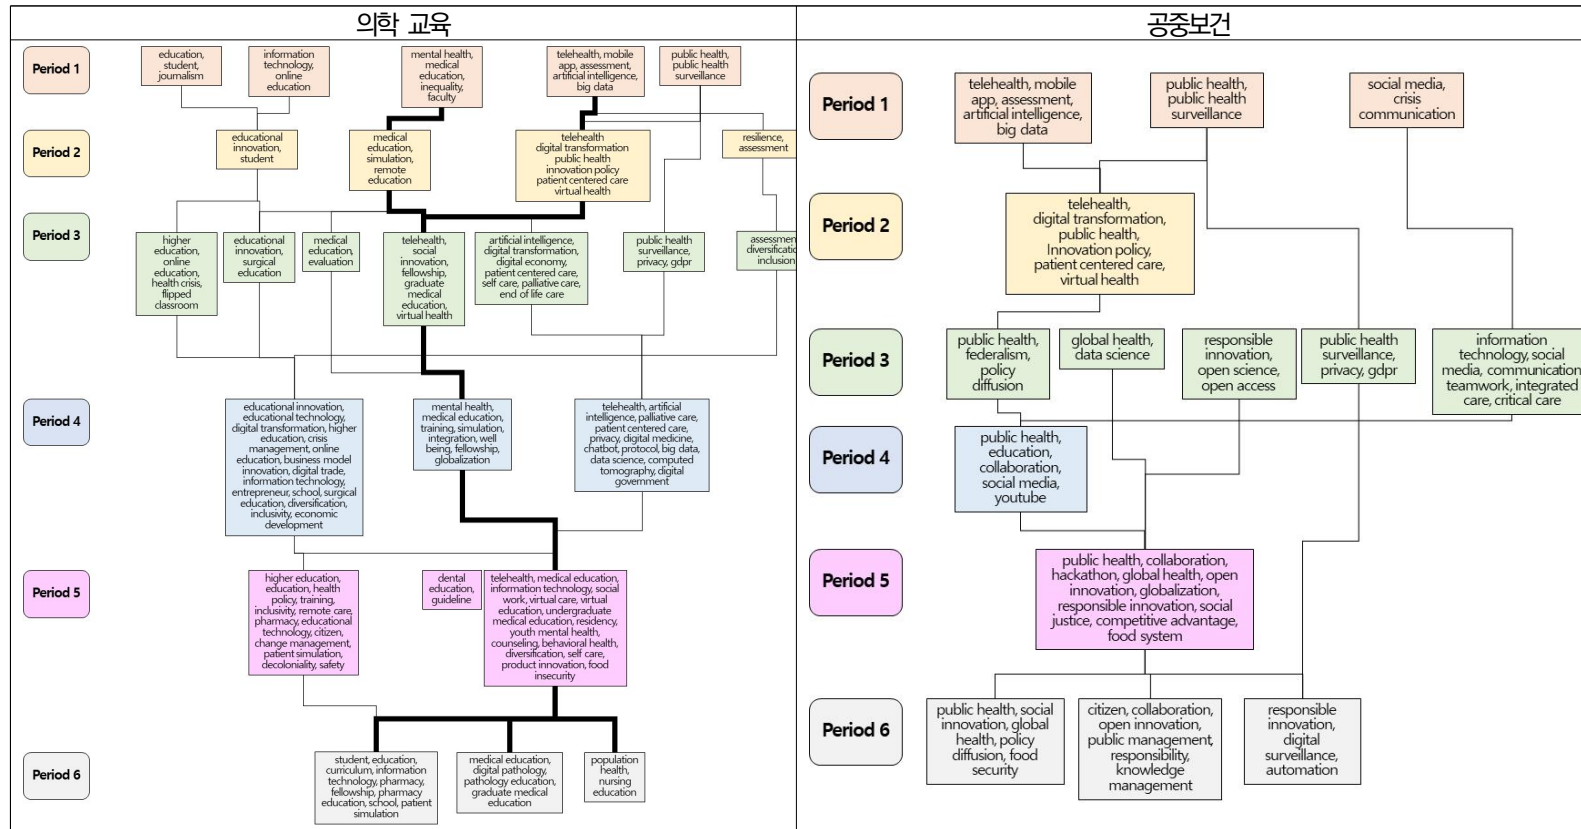 의학 교육
Period 1
education,
student,
journalism
information
technology,
online
education
mental health,
medical
education,
inequality,
faculty
telehealth, mobile
app, assessment,
artificial intelligence,
big data
public health,
public health
surveillance
Period 2
educational
innovation,
student
medical
education,
simulation,
remote
education
telehealth
digital transformation
public health
innovation policy
patient centered care
virtual health
resilience,
assessment
Period 3
higher
education,
online
education,
health crisis,
flipped
classroom
educational
innovation,
surgical
education
medical
education,
evaluation
telehealth,
social
innovation,
fellowship,
graduate
medical
education,
virtual health
artificial intelligence,
digital transformation,
digital economy,
patient centered care,
self care, palliative care,
end of life care
public health
surveillance,
privacy, gdpr
assessment
diversification
inclusion
Period 4
educational innovation,
educational technology,
digital transformation, higher
education, crisis
management, online
education, business model
innovation, digital trade,
information technology,
entrepreneur, school, surgical
education, diversification,
inclusivity, economic
development
mental health,
medical education,
training, simulation,
integration, well
being, fellowship,
globalization
telehealth, artificial
intelligence, palliative care,
patient centered care,
privacy, digital medicine,
chatbot, protocol, big data,
data science, computed
tomography, digital
government
Period 5
higher education,
education, health
policy, training,
inclusivity, remote care,
pharmacy, educational
technology, citizen,
change management,
patient simulation,
decoloniality, safety
dental
education,
guideline
telehealth, medical education,
information technology, social
work, virtual care, virtual
education, undergraduate
medical education, residency,
youth mental health,
counseling, behavioral health,
diversification, self care,
product innovation, food
insecurity
Period 6
student, education,
curriculum, information
technology, pharmacy,
fellowship, pharmacy
education, school, patient
simulation
medical education,
digital pathology,
pathology education,
graduate medical
education
population
health,
nursing
education
공중보건
Period 1
telehealth, mobile
app, assessment,
artificial intelligence,
big data
public health,
public health
surveillance
social media,
crisis
communication
Period 2
telehealth,
digital transformation,
public health,
Innovation policy,
patient centered care,
virtual health
Period 3
public health,
federalism,
policy
diffusion
global health,
data science
responsible
innovation,
open science,
open access
public health
surveillance,
privacy, gdpr
information
technology, social
media, communication,
teamwork, integrated
care, critical care
Period 4
public health,
education,
collaboration,
social media,
youtube
Period 5
public health, collaboration,
hackathon, global health, open
innovation, globalization,
responsible innovation, social
justice, competitive advantage,
food system
Period 6
public health, social
innovation, global
health, policy
diffusion, food
security
citizen, collaboration,
open innovation,
public management,
responsibility,
knowledge
management
responsible
innovation,
digital
surveillance,
automation